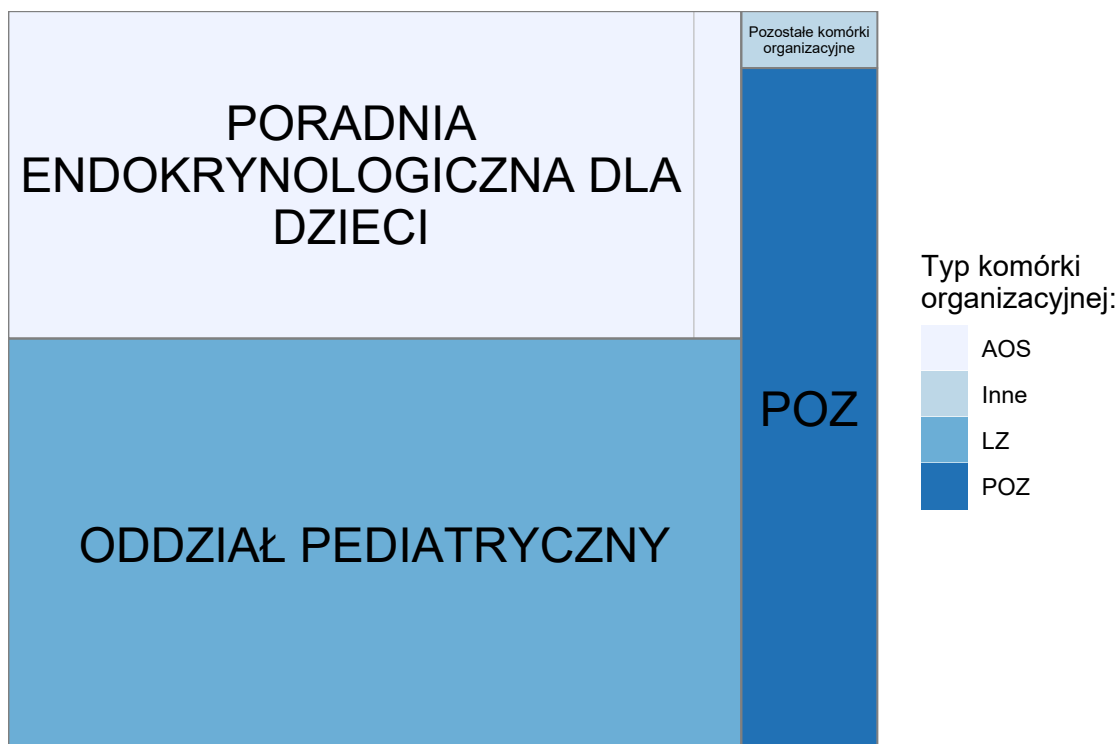 PORADNIA
ENDOKRYNOLOGICZNA DLA
DZIECI
Pozostałe komórki
organizacyjne
POZ
ODDZIAŁ PEDIATRYCZNY
Typ komórki
organizacyjnej:
AOS
Inne
LZ
POZ